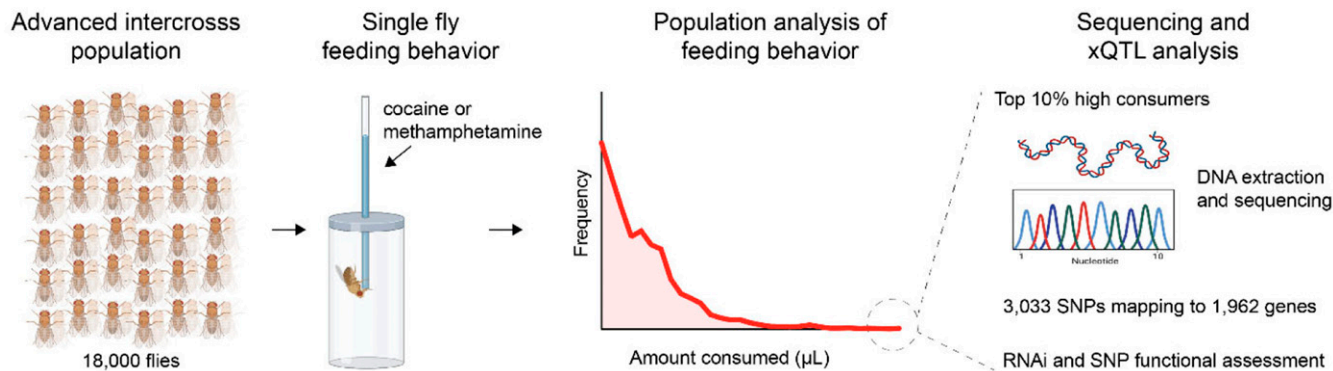 Advanced intercrosss
population
18,000 flies
Single fly
feeding behavior
cocaine or
methamphetamine
Population analysis of
feeding behavior
Frequency
Amount consumed (µL)
Sequencing and
xQTL analysis
Top 10% high consumers
DNA extraction
and sequencing
1
10
Nucleotide
3,033 SNPs mapping to 1,962 genes
RNAi and SNP functional assessment